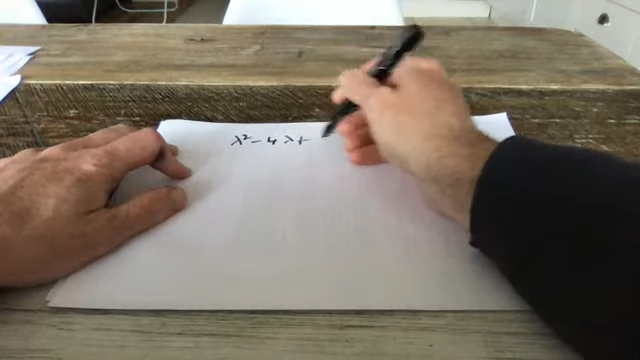 x² - 4x +